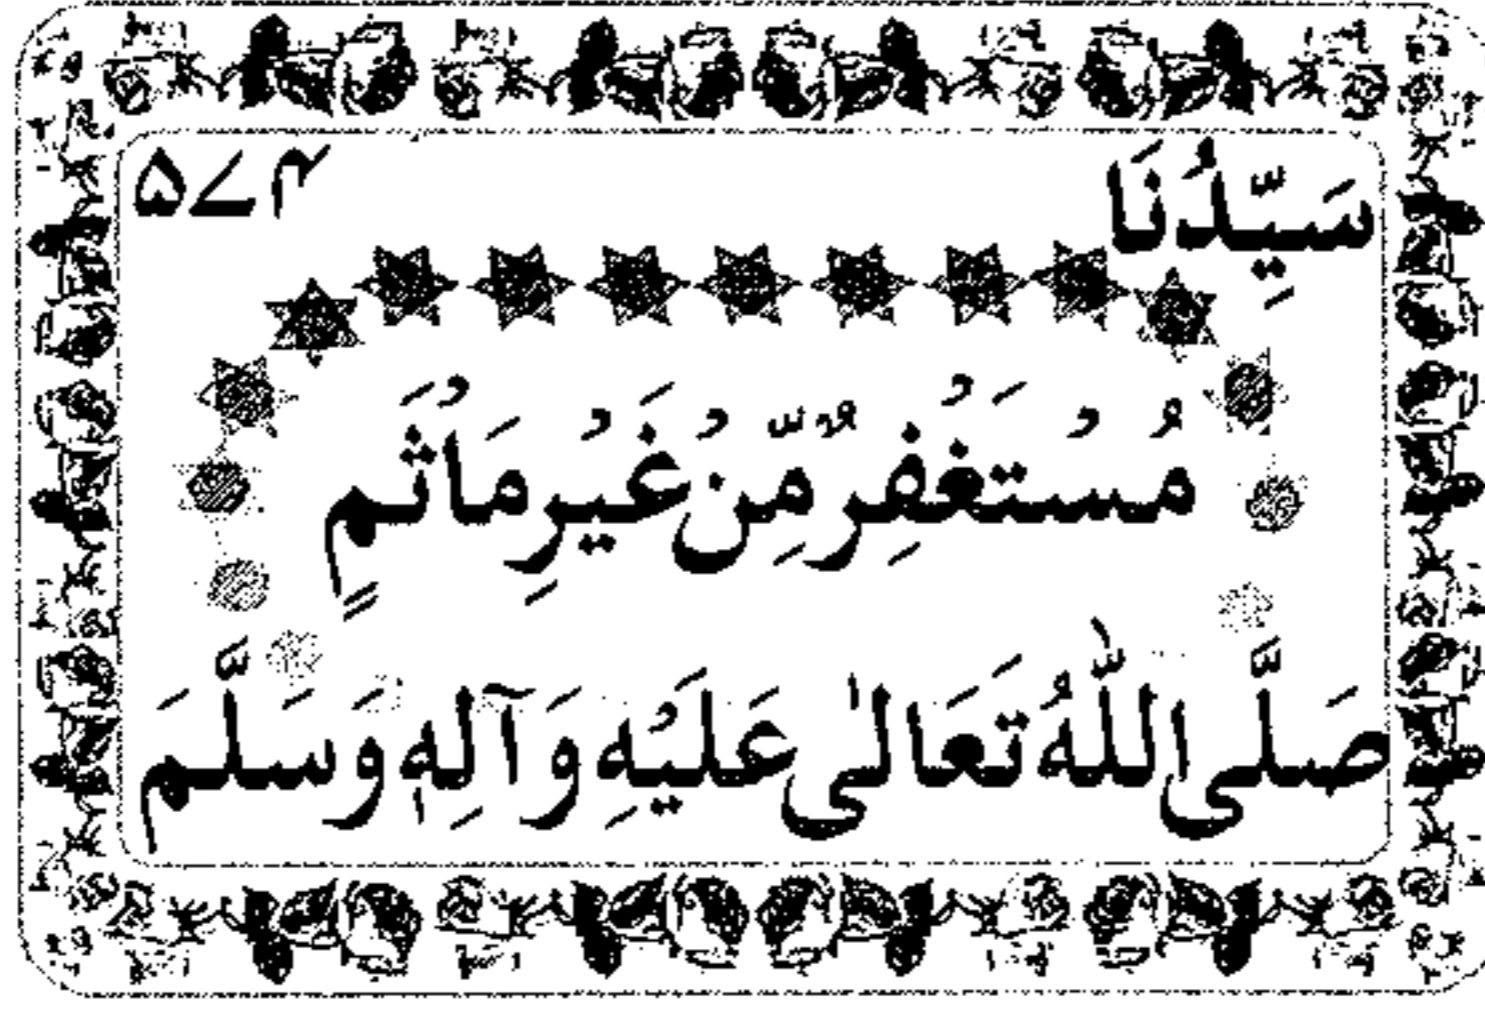 سَيِّدُنَا ۵۷۴
مُسْتَغْفِرٌ مِّنْ غَيْرِ مَاْثَمٍ
صَلَّى اللّٰهُ تَعَالٰى عَلَيْهِ وَآلِهٖ وَسَلَّمَ